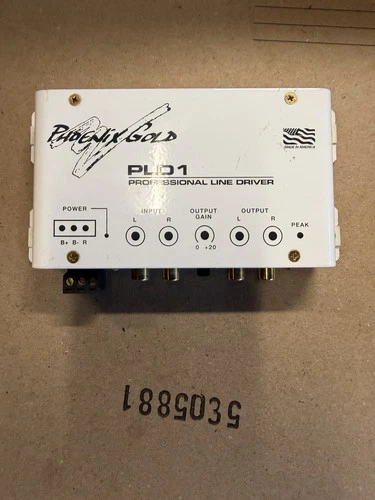 PHOENIX GOLD
MADE IN AMERICA
PLD1
PROFESSIONAL LINE DRIVER
POWER
B+ B- R
INPUT
L R
OUTPUT
GAIN
0 +20
OUTPUT
L R
PEAK
5E05881